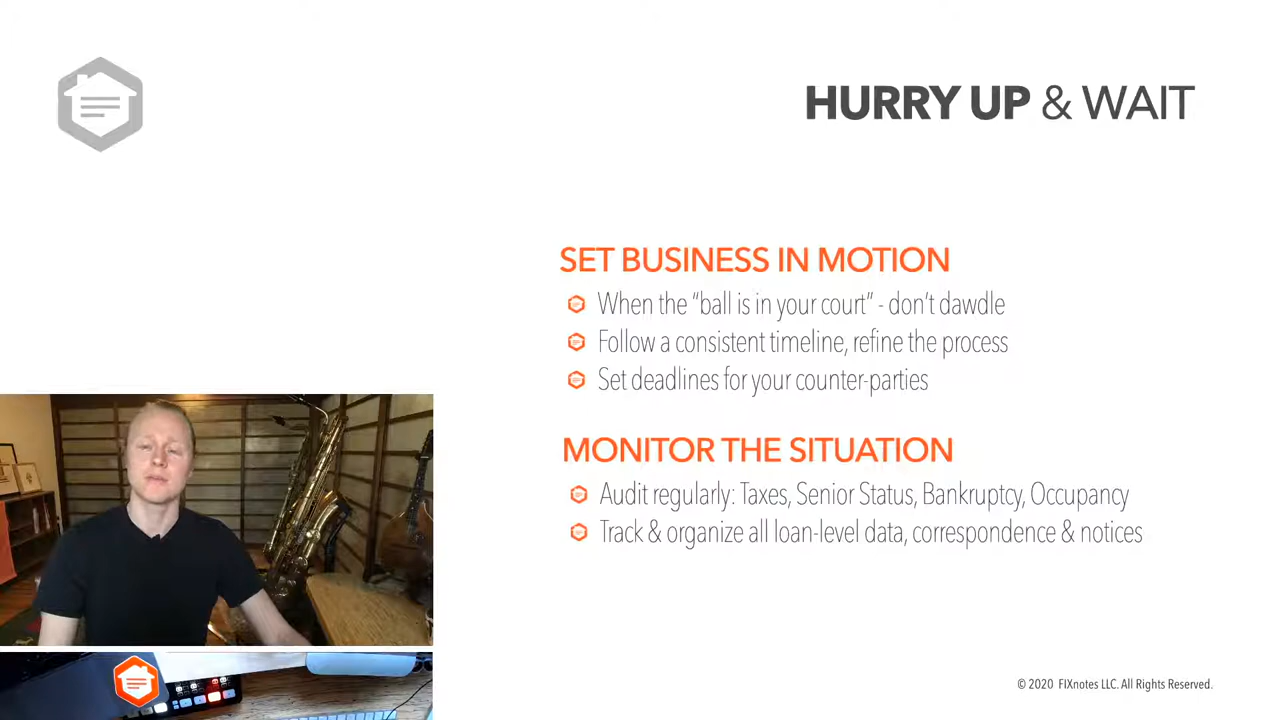 HURRY UP & WAIT
SET BUSINESS IN MOTION
When the “ball is in your court” - don’t dawdle
Follow a consistent timeline, refine the process
Set deadlines for your counter-parties
MONITOR THE SITUATION
Audit regularly: Taxes, Senior Status, Bankruptcy, Occupancy
Track & organize all loan-level data, correspondence & notices
© 2020 FIXnotes LLC. All Rights Reserved.